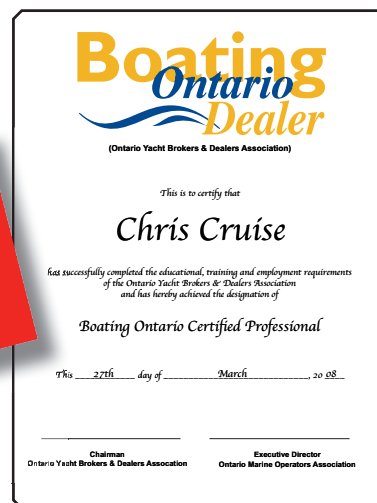 Boating
Ontario
Dealer
(Ontario Yacht Brokers & Dealers Association)
This is to certify that
Chris Cruise
has successfully completed the educational, training and employment requirements
of the Ontario Yacht Brokers & Dealers Association
and has hereby achieved the designation of
Boating Ontario Certified Professional
This ____27th____ day of ____________March____________, 20 08
Chairman
Ontario Yacht Brokers & Dealers Assocation
Executive Director
Ontario Marine Operators Association